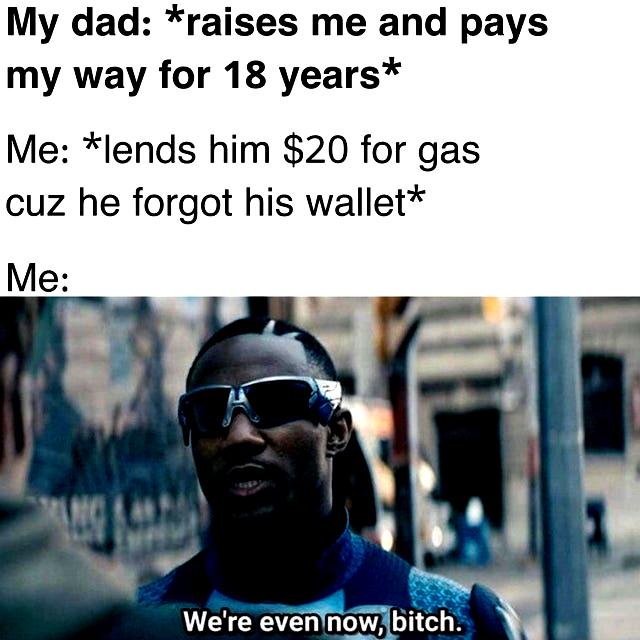 My dad: *raises me and pays
my way for 18 years*
Me: *lends him $20 for gas
cuz he forgot his wallet*
Me:
We're even now, bitch.